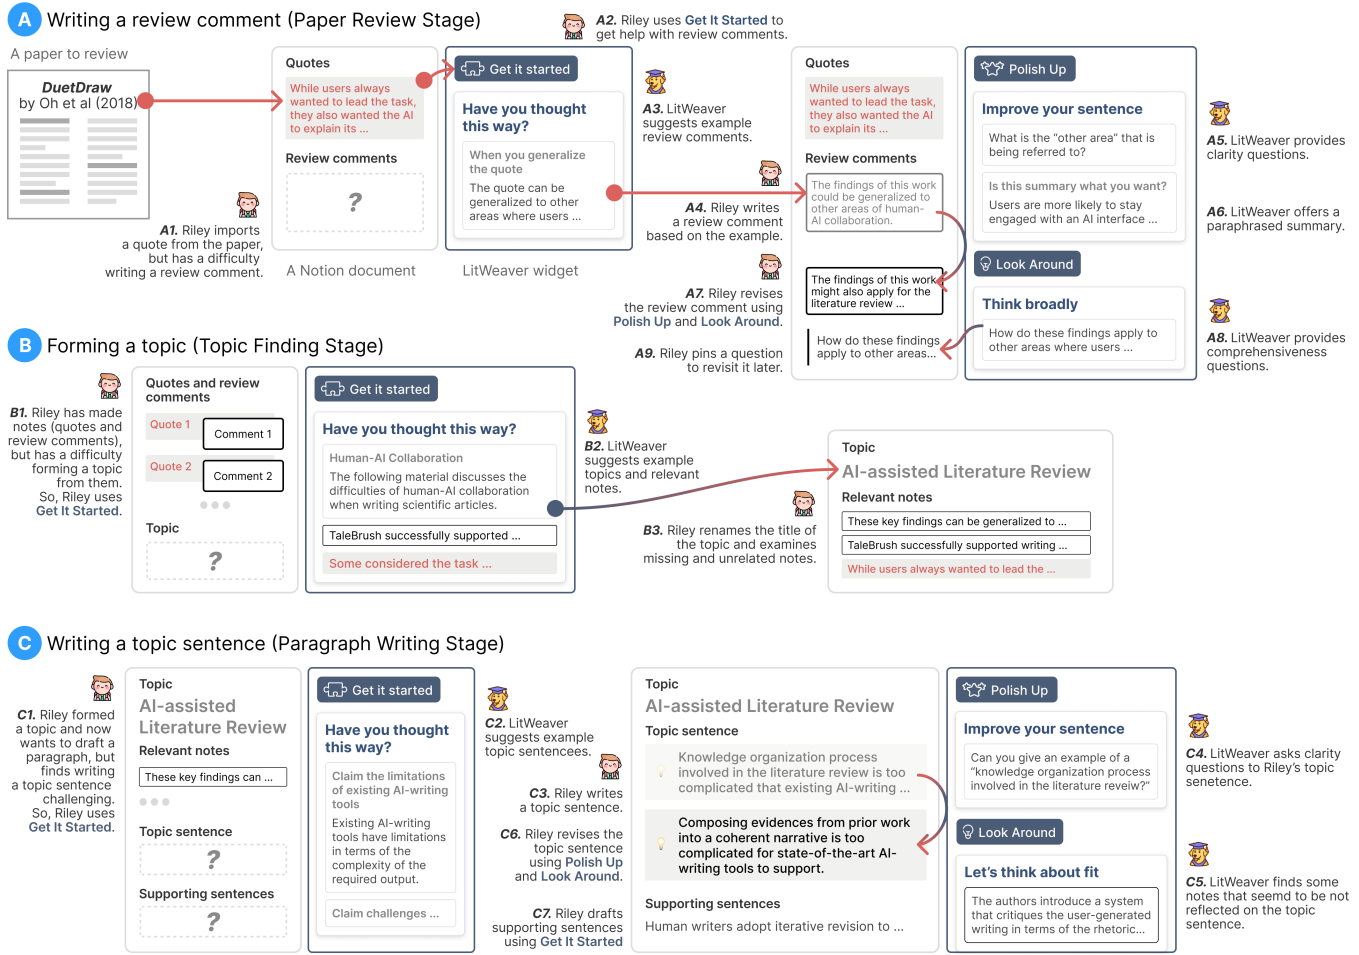 A Writing a review comment (Paper Review Stage)
A paper to review
DuetDraw
by Oh et al (2018)
A1. Riley imports
a quote from the paper,
but has a difficulty
writing a review comment.
Quotes
While users always
wanted to lead the task,
they also wanted the AI
to explain its ...
Review comments
?
A Notion document
Get it started
Have you thought
this way?
When you generalize
the quote
The quote can be
generalized to other
areas where users ...
LitWeaver widget
A2. Riley uses Get It Started to
get help with review comments.
A3. LitWeaver
suggests example
review comments.
A4. Riley writes
a review comment
based on the example.
A7. Riley revises
the review comment using
Polish Up and Look Around.
A9. Riley pins a question
to revisit it later.
Quotes
While users always
wanted to lead the task,
they also wanted the AI
to explain its ...
Review comments
The findings of this work
could be generalized to
other areas of human-
AI collaboration.
The findings of this work
might also apply for the
literature review ...
How do these findings
apply to other areas...
Polish Up
Improve your sentence
What is the “other area” that is
being referred to?
Is this summary what you want?
Users are more likely to stay
engaged with an AI interface ...
Look Around
Think broadly
How do these findings apply to
other areas where users ...
A5. LitWeaver provides
clarity questions.
A6. LitWeaver offers a
paraphrased summary.
A8. LitWeaver provides
comprehensiveness
questions.
B Forming a topic (Topic Finding Stage)
B1. Riley has made
notes (quotes and
review comments),
but has a difficulty
forming a topic
from them.
So, Riley uses
Get It Started.
Quotes and review
comments
Quote 1
Comment 1
Quote 2
Comment 2
Topic
?
Get it started
Have you thought this way?
Human-AI Collaboration
The following material discusses the
difficulties of human-AI collaboration
when writing scientific articles.
TaleBrush successfully supported ...
Some considered the task ...
B2. LitWeaver
suggests example
topics and relevant
notes.
B3. Riley renames the title of
the topic and examines
missing and unrelated notes.
Topic
AI-assisted Literature Review
Relevant notes
These key findings can be generalized to ...
TaleBrush successfully supported writing ...
While users always wanted to lead the ...
C Writing a topic sentence (Paragraph Writing Stage)
C1. Riley formed
a topic and now
wants to draft a
paragraph, but
finds writing
a topic sentence
challenging.
So, Riley uses
Get It Started.
Topic
AI-assisted
Literature Review
Relevant notes
These key findings can ...
Topic sentence
?
Supporting sentences
?
Get it started
Have you thought
this way?
Claim the limitations
of existing AI-writing
tools
Existing AI-writing
tools have limitations
in terms of the
complexity of the
required output.
Claim challenges ...
C2. LitWeaver
suggests example
topic sentencees.
C3. Riley writes
a topic sentence.
C6. Riley revises the
topic sentence
using Polish Up
and Look Around.
C7. Riley drafts
supporting sentences
using Get It Started
Topic
AI-assisted Literature Review
Topic sentence
Knowledge organization process
involved in the literature review is too
complicated that existing AI-writing ...
Composing evidences from prior work
into a coherent narrative is too
complicated for state-of-the-art AI-
writing tools to support.
Supporting sentences
Human writers adopt iterative revision to ...
Polish Up
Improve your sentence
Can you give an example of a
“knowledge organization process
involved in the literature reveiw?”
Look Around
Let’s think about fit
The authors introduce a system
that critiques the user-generated
writing in terms of the rhetoric...
C4. LitWeaver asks clarity
questions to Riley’s topic
senetence.
C5. LitWeaver finds some
notes that seemd to be not
reflected on the topic
sentence.